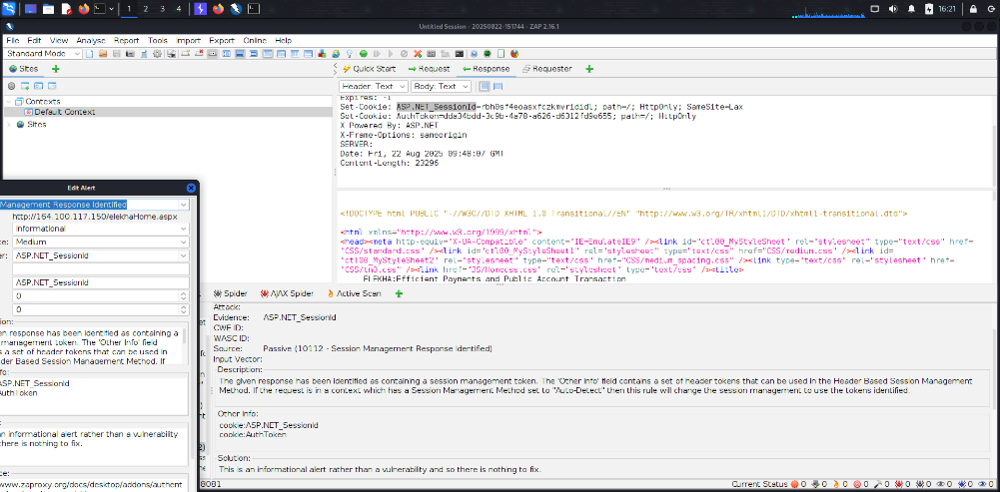 1 2 3 4
16:21
Untitled Session - 20250822-151744 - ZAP 2.16.1
File Edit View Analyse Report Tools Import Export Online Help
Standard Mode
Sites
Quick Start Request Response Requester
Header: Text Body: Text
Contexts
Default Context
Sites
Expires: -1
Set-Cookie: ASP.NET_SessionId=rbh0sf4eoasxfczkmvrididl; path=/; HttpOnly; SameSite=Lax
Set-Cookie: AuthToken=dda34bdd-3c9b-4a78-a626-d6312fd9e655; path=/; HttpOnly
X-Powered-By: ASP.NET
X-Frame-Options: sameorigin
SERVER:
Date: Fri, 22 Aug 2025 09:48:07 GMT
Content-Length: 23296
<!DOCTYPE html PUBLIC "-//W3C//DTD XHTML 1.0 Transitional//EN" "http://www.w3.org/TR/xhtml1/DTD/xhtml1-transitional.dtd">
<html xmlns="http://www.w3.org/1999/xhtml">
<head><meta http-equiv="X-UA-Compatible" content="IE=EmulateIE9" /><link id="ctl00_MyStyleSheet" rel="stylesheet" type="text/css" href=
"CSS/standard.css" /><link id="ctl00_MyStyleSheet1" rel="stylesheet" type="text/css" href="CSS/medium.css" /><link id=
"ctl00_MyStyleSheet2" rel="stylesheet" type="text/css" href="CSS/medium_spacing.css" /><link type="text/css" rel="stylesheet" href=
"CSS/tn3.css" /><link href="JS/Homecss.css" rel="stylesheet" type="text/css" /><title>
ELEKHA:Efficient Payments and Public Account Transaction
Edit Alert
Management Response Identified
http://164.100.117.150/elekhaHome.aspx
Informational
ce: Medium
er: ASP.NET_SessionId
ASP.NET_SessionId
0
0
ion:
en response has been identified as containing a
management token. The 'Other Info' field
s a set of header tokens that can be used in
der Based Session Management Method. If
fo:
ASP.NET_SessionId
uthToken
:
n informational alert rather than a vulnerability
there is nothing to fix.
ce:
www.zaproxy.org/docs/desktop/addons/authent
Spider AJAX Spider Active Scan
Attack:
Evidence: ASP.NET_SessionId
CWE ID:
WASC ID:
Source: Passive (10112 - Session Management Response Identified)
Input Vector:
Description:
The given response has been identified as containing a session management token. The 'Other Info' field contains a set of header tokens that can be used in the Header Based Session Management
Method. If the request is in a context which has a Session Management Method set to "Auto-Detect" then this rule will change the session management to use the tokens identified.
Other Info:
cookie:ASP.NET_SessionId
cookie:AuthToken
Solution:
This is an informational alert rather than a vulnerability and so there is nothing to fix.
8081
Current Status 0 0 0 0 0 0 0 0 0 0